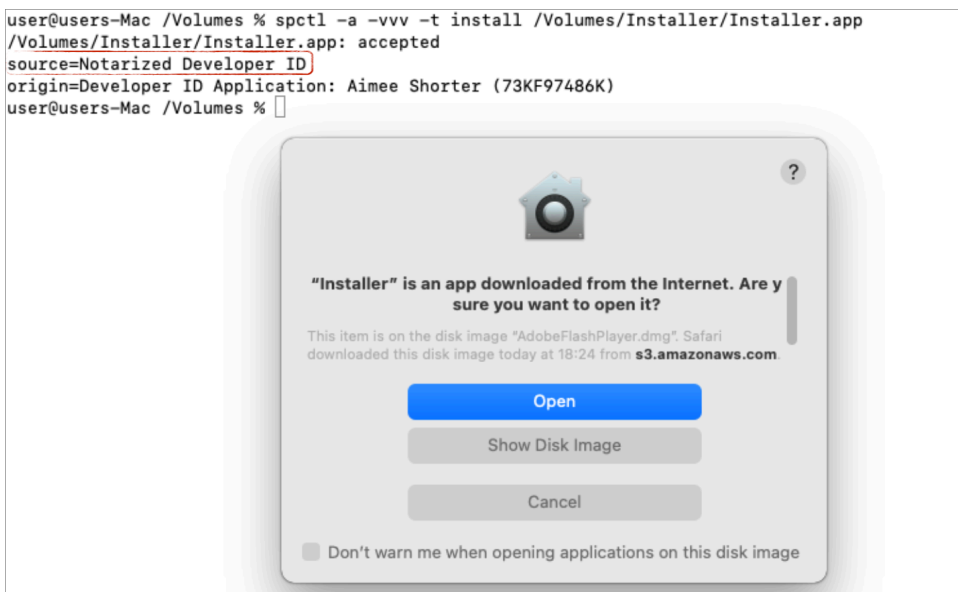 user@users-Mac /Volumes % spctl -a -vvv -t install /Volumes/Installer/Installer.app
/Volumes/Installer/Installer.app: accepted
source=Notarized Developer ID
origin=Developer ID Application: Aimee Shorter (73KF97486K)
user@users-Mac /Volumes %
?
“Installer” is an app downloaded from the Internet. Are y
sure you want to open it?
This item is on the disk image “AdobeFlashPlayer.dmg”. Safari
downloaded this disk image today at 18:24 from s3.amazonaws.com.
Open
Show Disk Image
Cancel
Don’t warn me when opening applications on this disk image